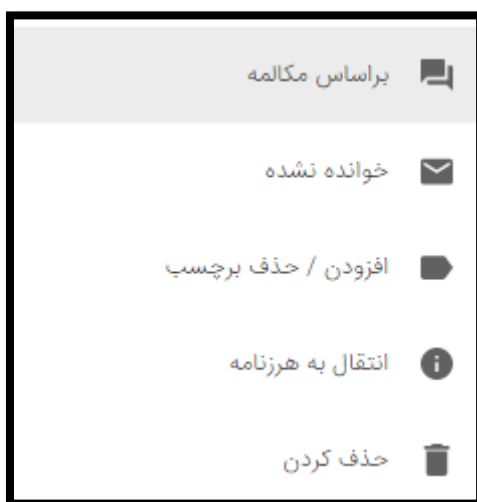 براساس مکالمه
خوانده نشده
افزودن / حذف برچسب
انتقال به هرزنامه
حذف کردن